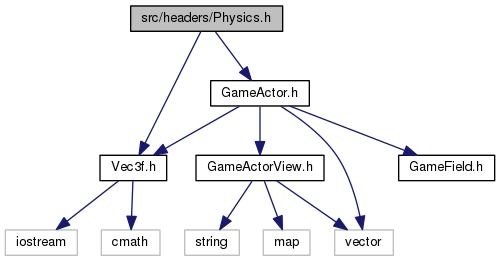 src/headers/Physics.h
GameActor.h
Vec3f.h
GameActorView.h
GameField.h
iostream
cmath
string
map
vector